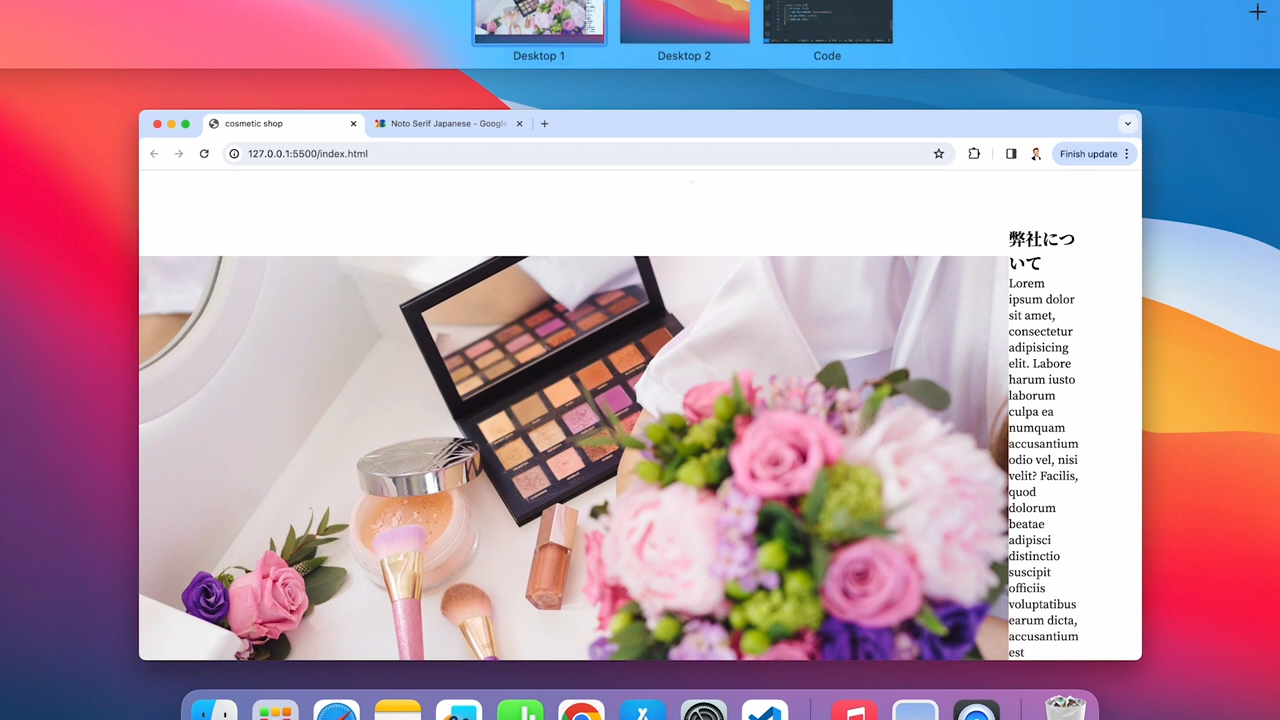 Desktop 1
Desktop 2
Code
cosmetic shop
Noto Serif Japanese - Google
127.0.0.1:5500/index.html
Finish update
弊社につ
いて
Lorem
ipsum dolor
sit amet,
consectetur
adipisicing
elit. Labore
harum iusto
laborum
culpa ea
numquam
accusantium
odio vel, nisi
velit? Facilis,
quod
dolorum
beatae
adipisci
distinctio
suscipit
officiis
voluptatibus
earum dicta,
accusantium
est